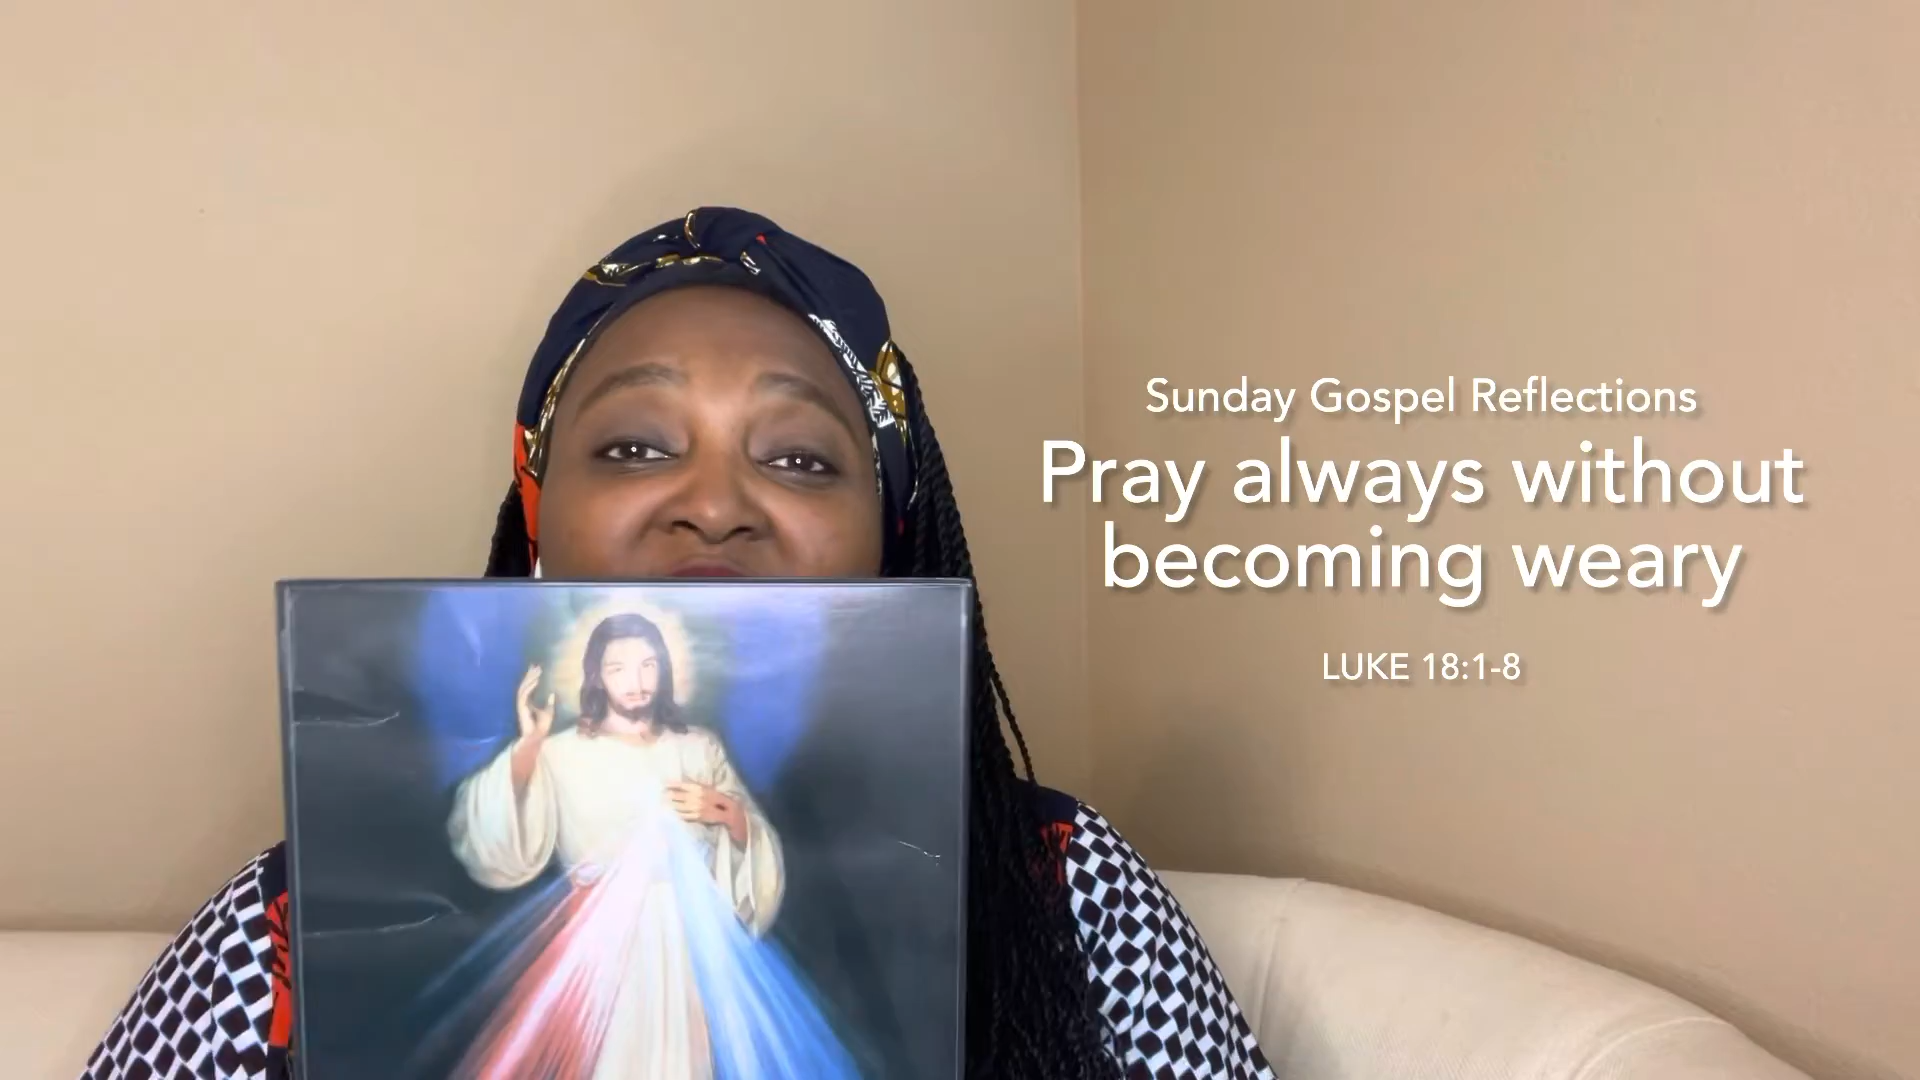 Sunday Gospel Reflections
Pray always without
becoming weary
LUKE 18:1-8